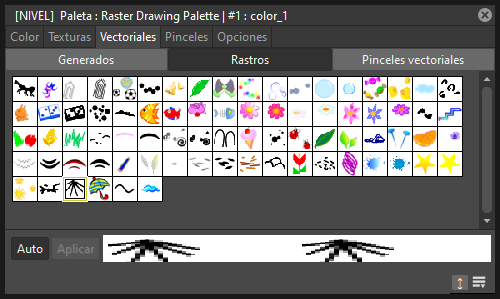 [NIVEL] Paleta : Raster Drawing Palette | #1 : color_1
Color Texturas Vectoriales Pinceles Opciones
Generados Rastros Pinceles vectoriales
Auto Aplicar